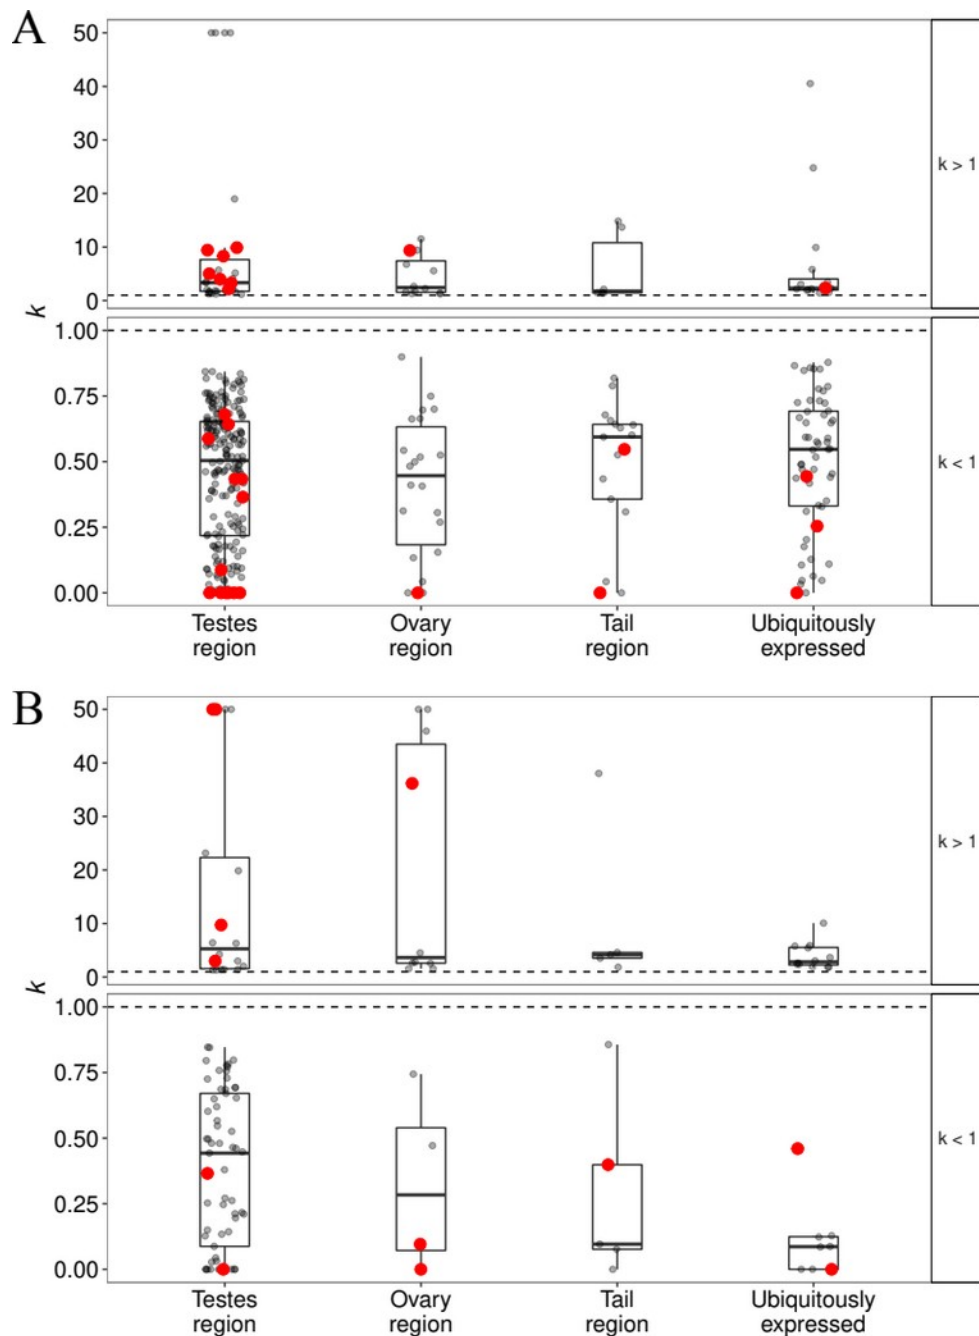 A
50
40
30
20
10
0
k > 1
k
1.00
0.75
0.50
0.25
0.00
k < 1
Testes region
Ovary region
Tail region
Ubiquitously expressed
B
50
40
30
20
10
0
k > 1
k
1.00
0.75
0.50
0.25
0.00
k < 1
Testes region
Ovary region
Tail region
Ubiquitously expressed